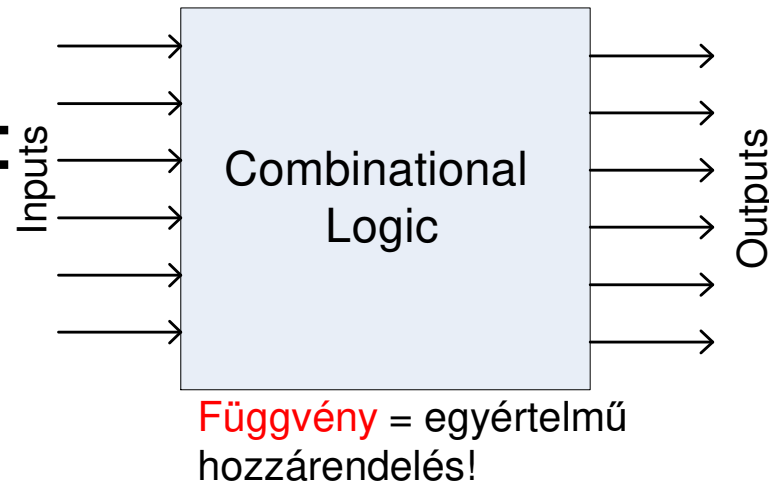 Inputs
Combinational
Logic
Outputs
Függvény = egyértelmű
hozzárendelés!